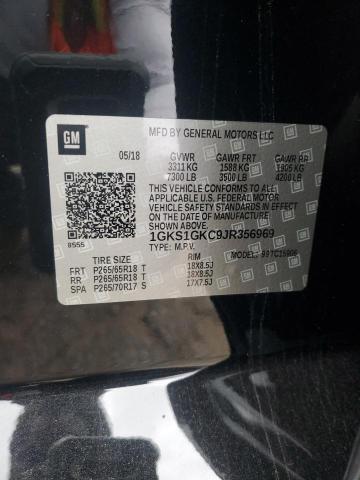 GM
MFD BY GENERAL MOTORS LLC
05/18 GVWR GAWR FRT GAWR RR
3311 KG 1588 KG 1905 KG
7300 LB 3500 LB 4200 LB
THIS VEHICLE CONFORMS TO ALL
APPLICABLE U.S. FEDERAL MOTOR
VEHICLE SAFETY STANDARDS IN
EFFECT ON THE DATE OF MANUFACTURE
SHOWN ABOVE.
1GKS1GKC9JR356969
8555 TYPE: M.P.V. MODEL:
TIRE SIZE RIM
FRT P265/65R18 T 18X8.5J
RR P265/65R18 T 18X8.5J
SPA P265/70R17 S 17X7.5J